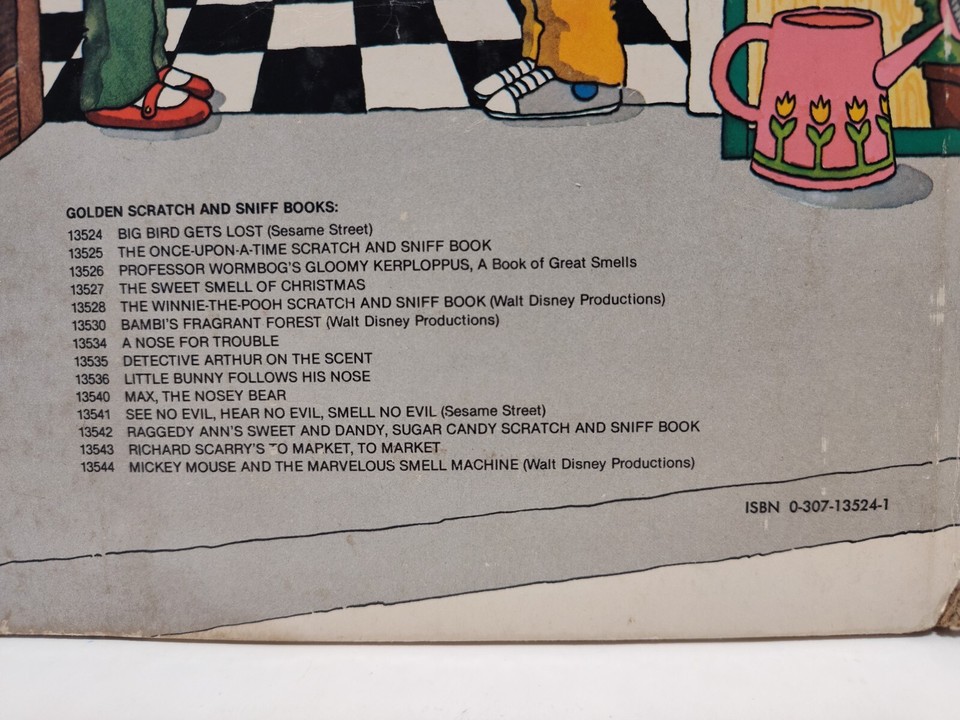 GOLDEN SCRATCH AND SNIFF BOOKS:
13524 BIG BIRD GETS LOST (Sesame Street)
13525 THE ONCE-UPON-A-TIME SCRATCH AND SNIFF BOOK
13526 PROFESSOR WORMBOG'S GLOOMY KERPLOPPUS, A Book of Great Smells
13527 THE SWEET SMELL OF CHRISTMAS
13528 THE WINNIE-THE-POOH SCRATCH AND SNIFF BOOK (Walt Disney Productions)
13530 BAMBI'S FRAGRANT FOREST (Walt Disney Productions)
13534 A NOSE FOR TROUBLE
13535 DETECTIVE ARTHUR ON THE SCENT
13536 LITTLE BUNNY FOLLOWS HIS NOSE
13540 MAX, THE NOSEY BEAR
13541 SEE NO EVIL, HEAR NO EVIL, SMELL NO EVIL (Sesame Street)
13542 RAGGEDY ANN'S SWEET AND DANDY, SUGAR CANDY SCRATCH AND SNIFF BOOK
13543 RICHARD SCARRY'S TO MARKET, TO MARKET
13544 MICKEY MOUSE AND THE MARVELOUS SMELL MACHINE (Walt Disney Productions)
ISBN 0-307-13524-1